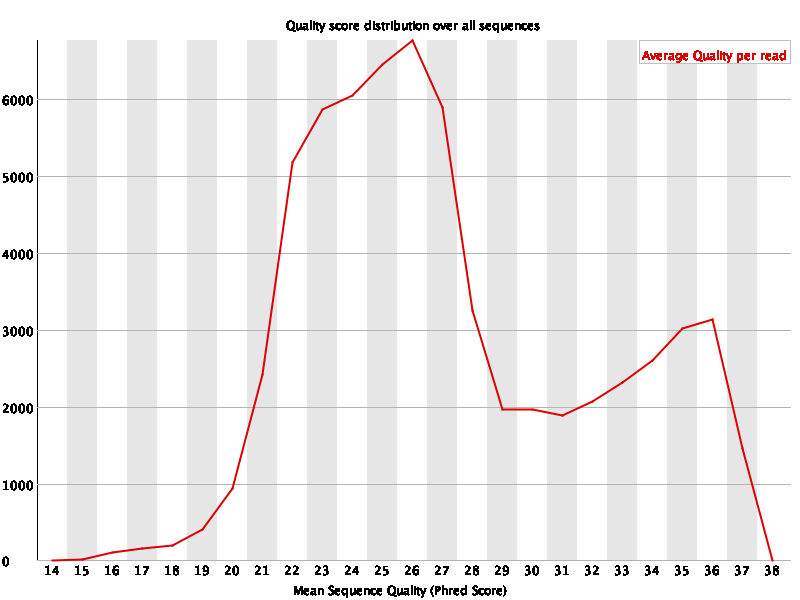 Quality score distribution over all sequences
Average Quality per read
6000
5000
4000
3000
2000
1000
0
14 15 16 17 18 19 20 21 22 23 24 25 26 27 28 29 30 31 32 33 34 35 36 37 38
Mean Sequence Quality (Phred Score)